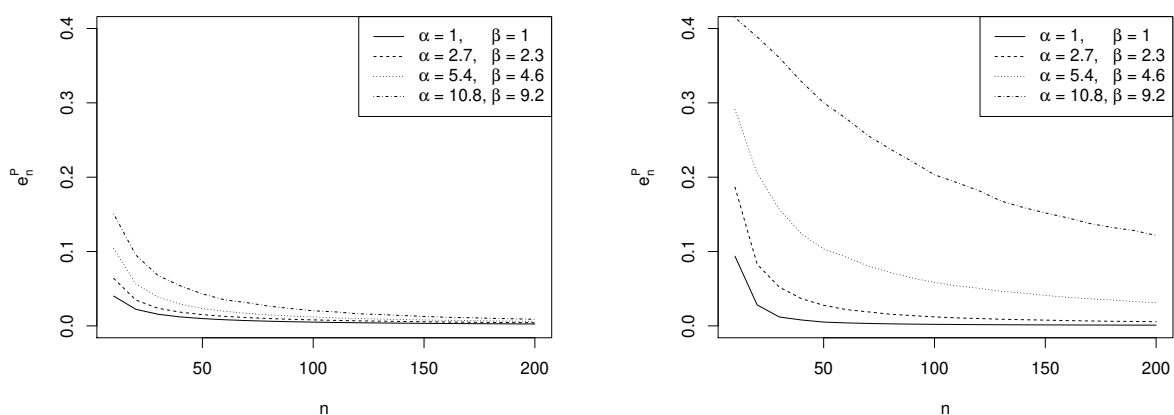 0.4
0.3
0.2
0.1
0.0
e_n^P
α = 1, β = 1
α = 2.7, β = 2.3
α = 5.4, β = 4.6
α = 10.8, β = 9.2
50 100 150 200
n
0.4
0.3
0.2
0.1
0.0
e_n^P
α = 1, β = 1
α = 2.7, β = 2.3
α = 5.4, β = 4.6
α = 10.8, β = 9.2
50 100 150 200
n